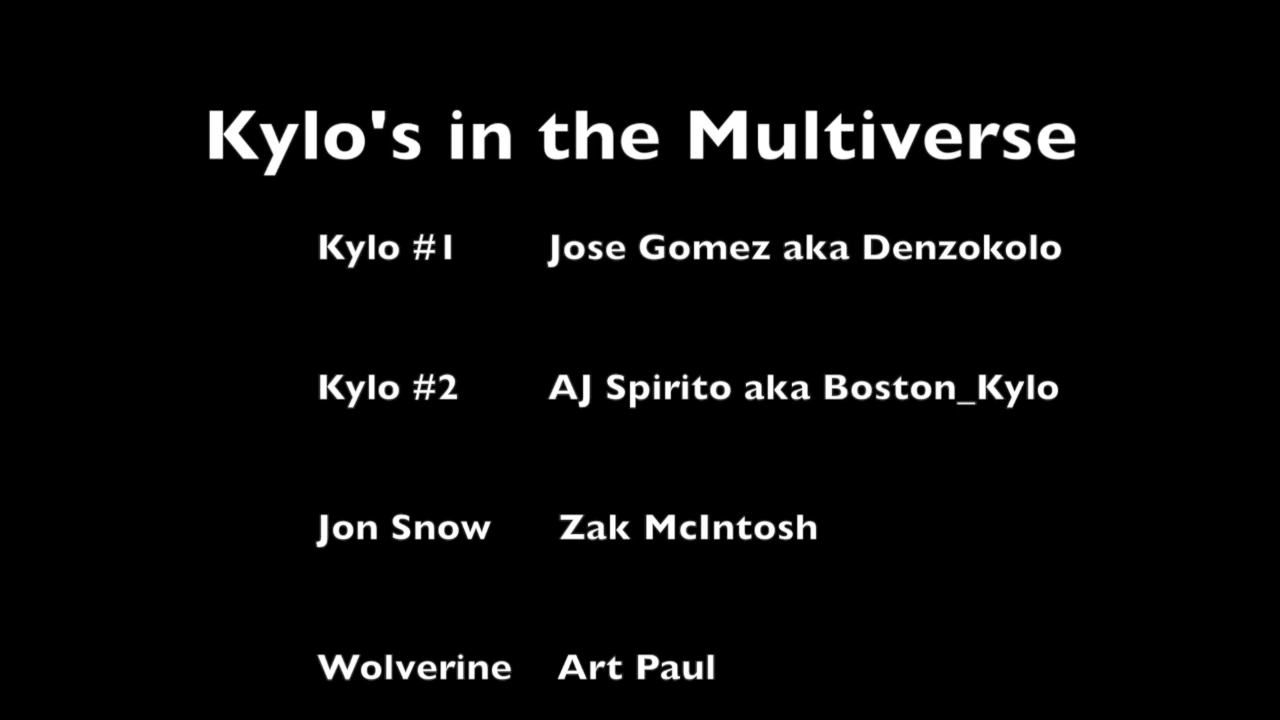 Kylo's in the Multiverse
Kylo #1 Jose Gomez aka Denzokolo
Kylo #2 AJ Spirito aka Boston_Kylo
Jon Snow Zak McIntosh
Wolverine Art Paul